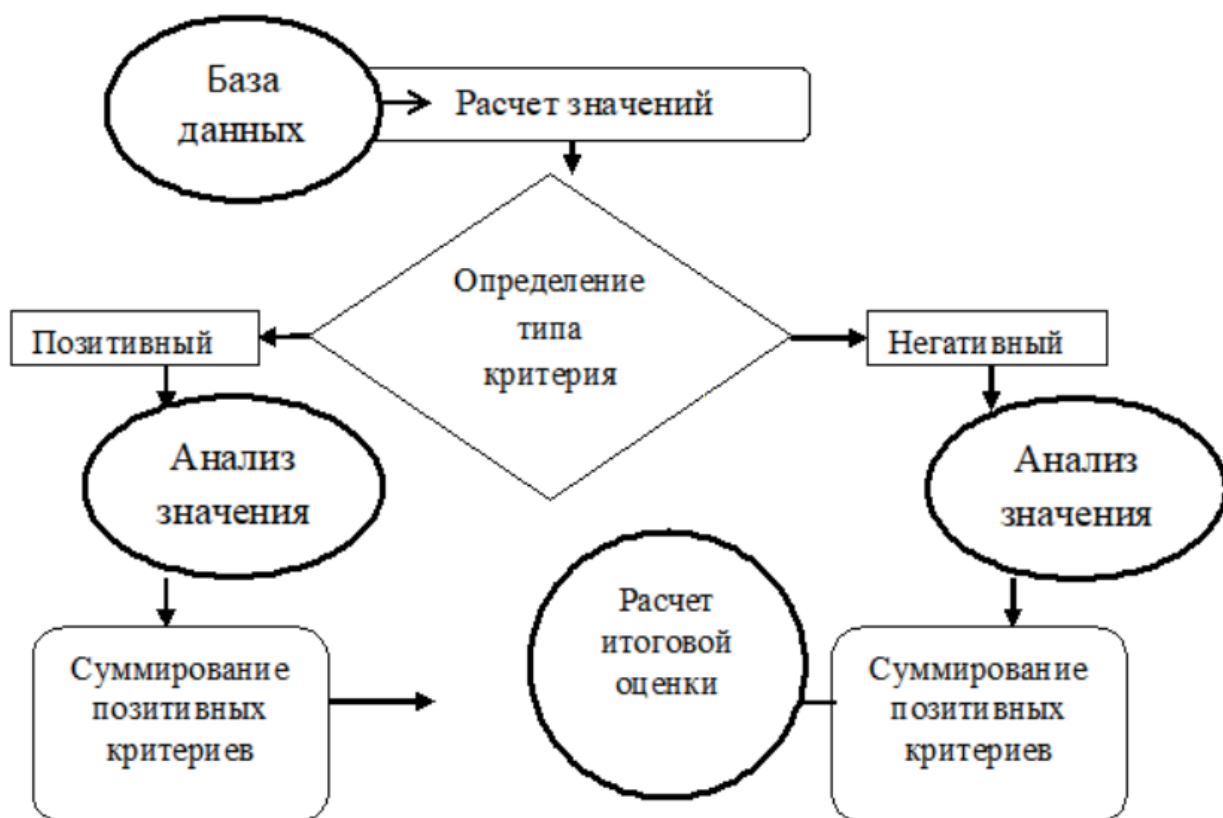 База
данных
Расчет значений
Определение
типа
критерия
Позитивный
Негативный
Анализ
значения
Анализ
значения
Расчет
итоговой
оценки
Суммирование
позитивных
критериев
Суммирование
позитивных
критериев